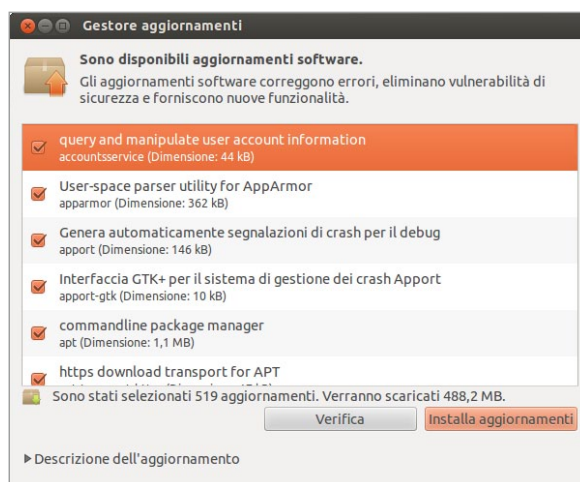 Gestore aggiornamenti
Sono disponibili aggiornamenti software.
Gli aggiornamenti software correggono errori, eliminano vulnerabilità di
sicurezza e forniscono nuove funzionalità.
query and manipulate user account information
accountsservice (Dimensione: 44 kB)
User-space parser utility for AppArmor
apparmor (Dimensione: 362 kB)
Genera automaticamente segnalazioni di crash per il debug
apport (Dimensione: 146 kB)
Interfaccia GTK+ per il sistema di gestione dei crash Apport
apport-gtk (Dimensione: 10 kB)
commandline package manager
apt (Dimensione: 1,1 MB)
https download transport for APT
Sono stati selezionati 519 aggiornamenti. Verranno scaricati 488,2 MB.
Verifica
Installa aggiornamenti
Descrizione dell'aggiornamento